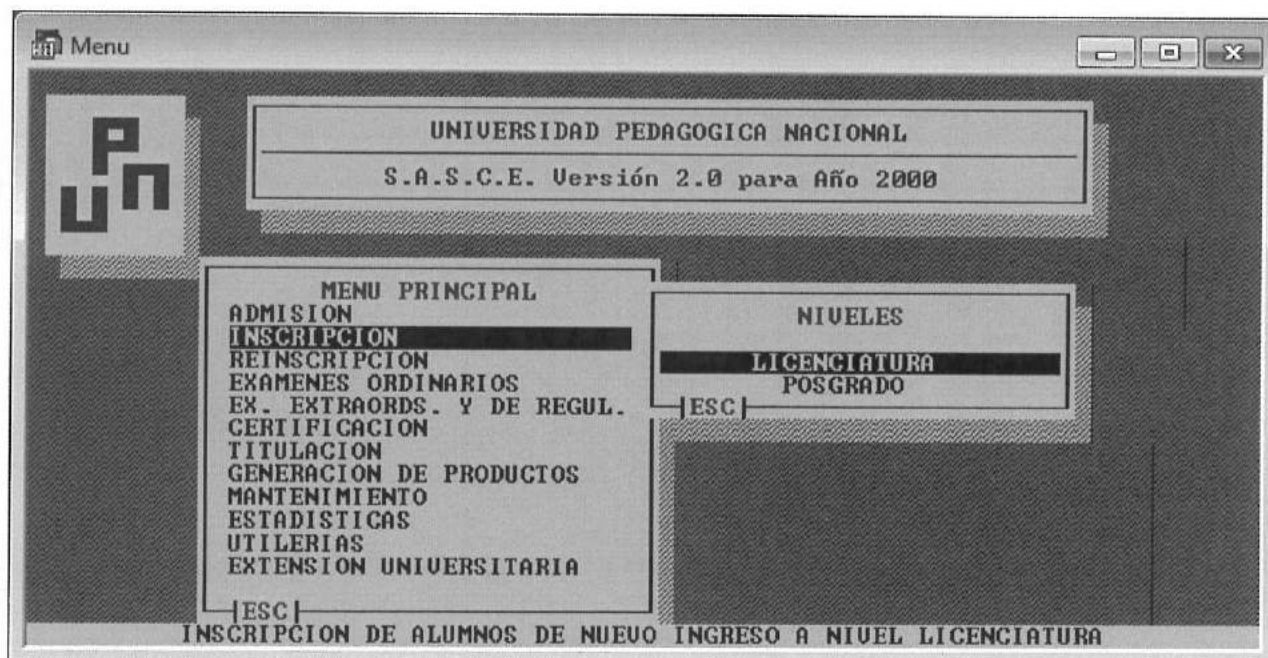 Menu
UPN
UNIVERSIDAD PEDAGOGICA NACIONAL
S.A.S.C.E. Versión 2.0 para Año 2000
MENU PRINCIPAL
ADMISION
INSCRIPCION
REINSCRIPCION
EXAMENES ORDINARIOS
EX. EXTRAORDS. Y DE REGUL.
CERTIFICACION
TITULACION
GENERACION DE PRODUCTOS
MANTENIMIENTO
ESTADISTICAS
UTILERIAS
EXTENSION UNIVERSITARIA
ESC
NIVELES
LICENCIATURA
POSGRADO
ESC
INSCRIPCION DE ALUMNOS DE NUEVO INGRESO A NIVEL LICENCIATURA